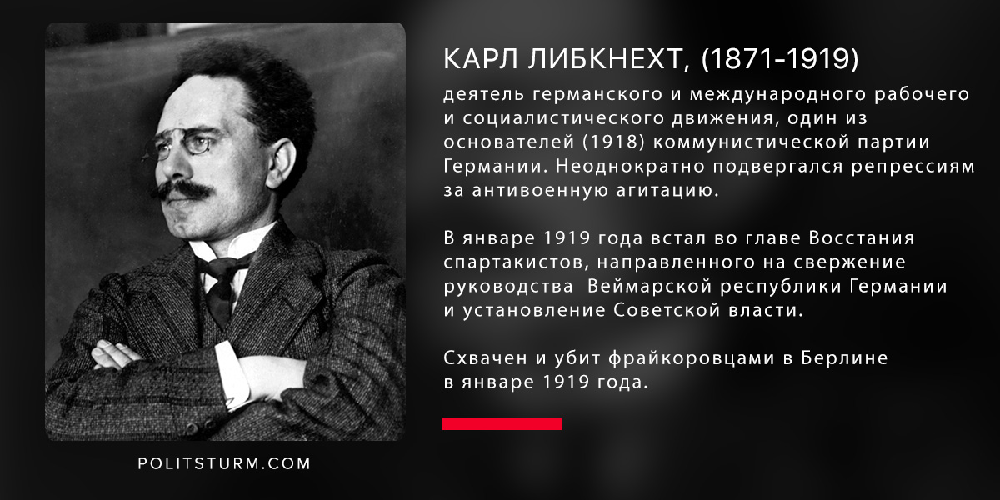 КАРЛ ЛИБКНЕХТ, (1871-1919)
деятель германского и международного рабочего
и социалистического движения, один из
основателей (1918) коммунистической партии
Германии. Неоднократно подвергался репрессиям
за антивоенную агитацию.
В январе 1919 года встал во главе Восстания
спартакистов, направленного на свержение
руководства  Веймарской республики Германии
и установление Советской власти.
Схвачен и убит фрайкоровцами в Берлине
в январе 1919 года.
POLITSTURM.COM